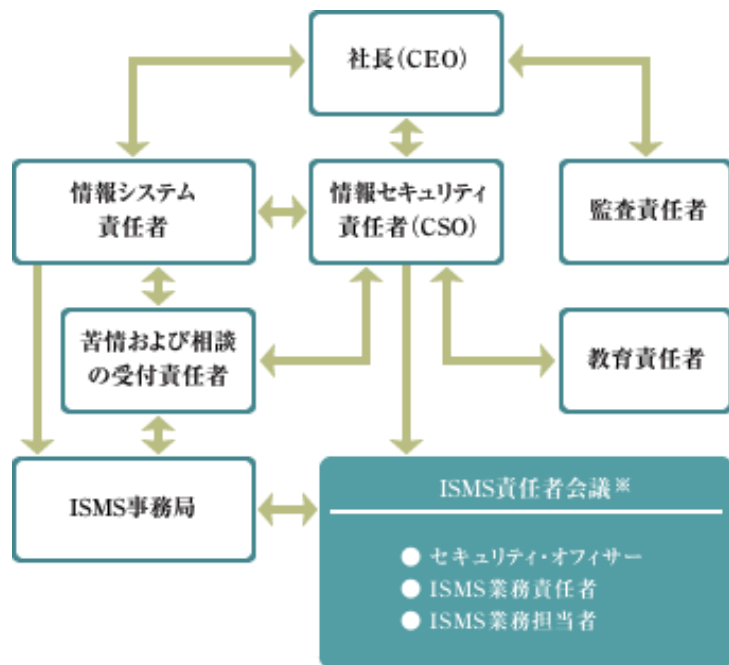 社長(CEO)
情報システム
責任者
情報セキュリティ
責任者(CSO)
監査責任者
苦情および相談
の受付責任者
教育責任者
ISMS事務局
ISMS責任者会議※
● セキュリティ・オフィサー
● ISMS業務責任者
● ISMS業務担当者